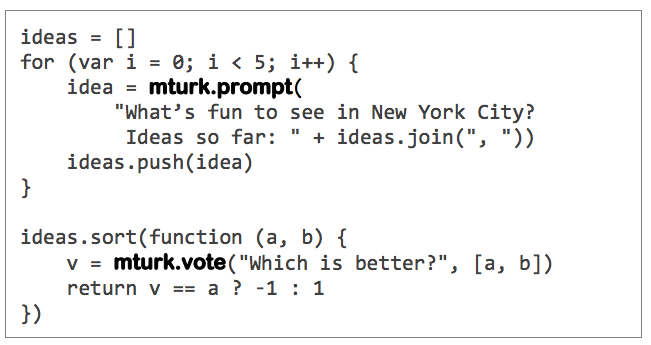 ideas = []
for (var i = 0; i < 5; i++) {
    idea = mturk.prompt(
        "What’s fun to see in New York City?
         Ideas so far: " + ideas.join(", "))
    ideas.push(idea)
}

ideas.sort(function (a, b) {
    v = mturk.vote("Which is better?", [a, b])
    return v == a ? -1 : 1
})